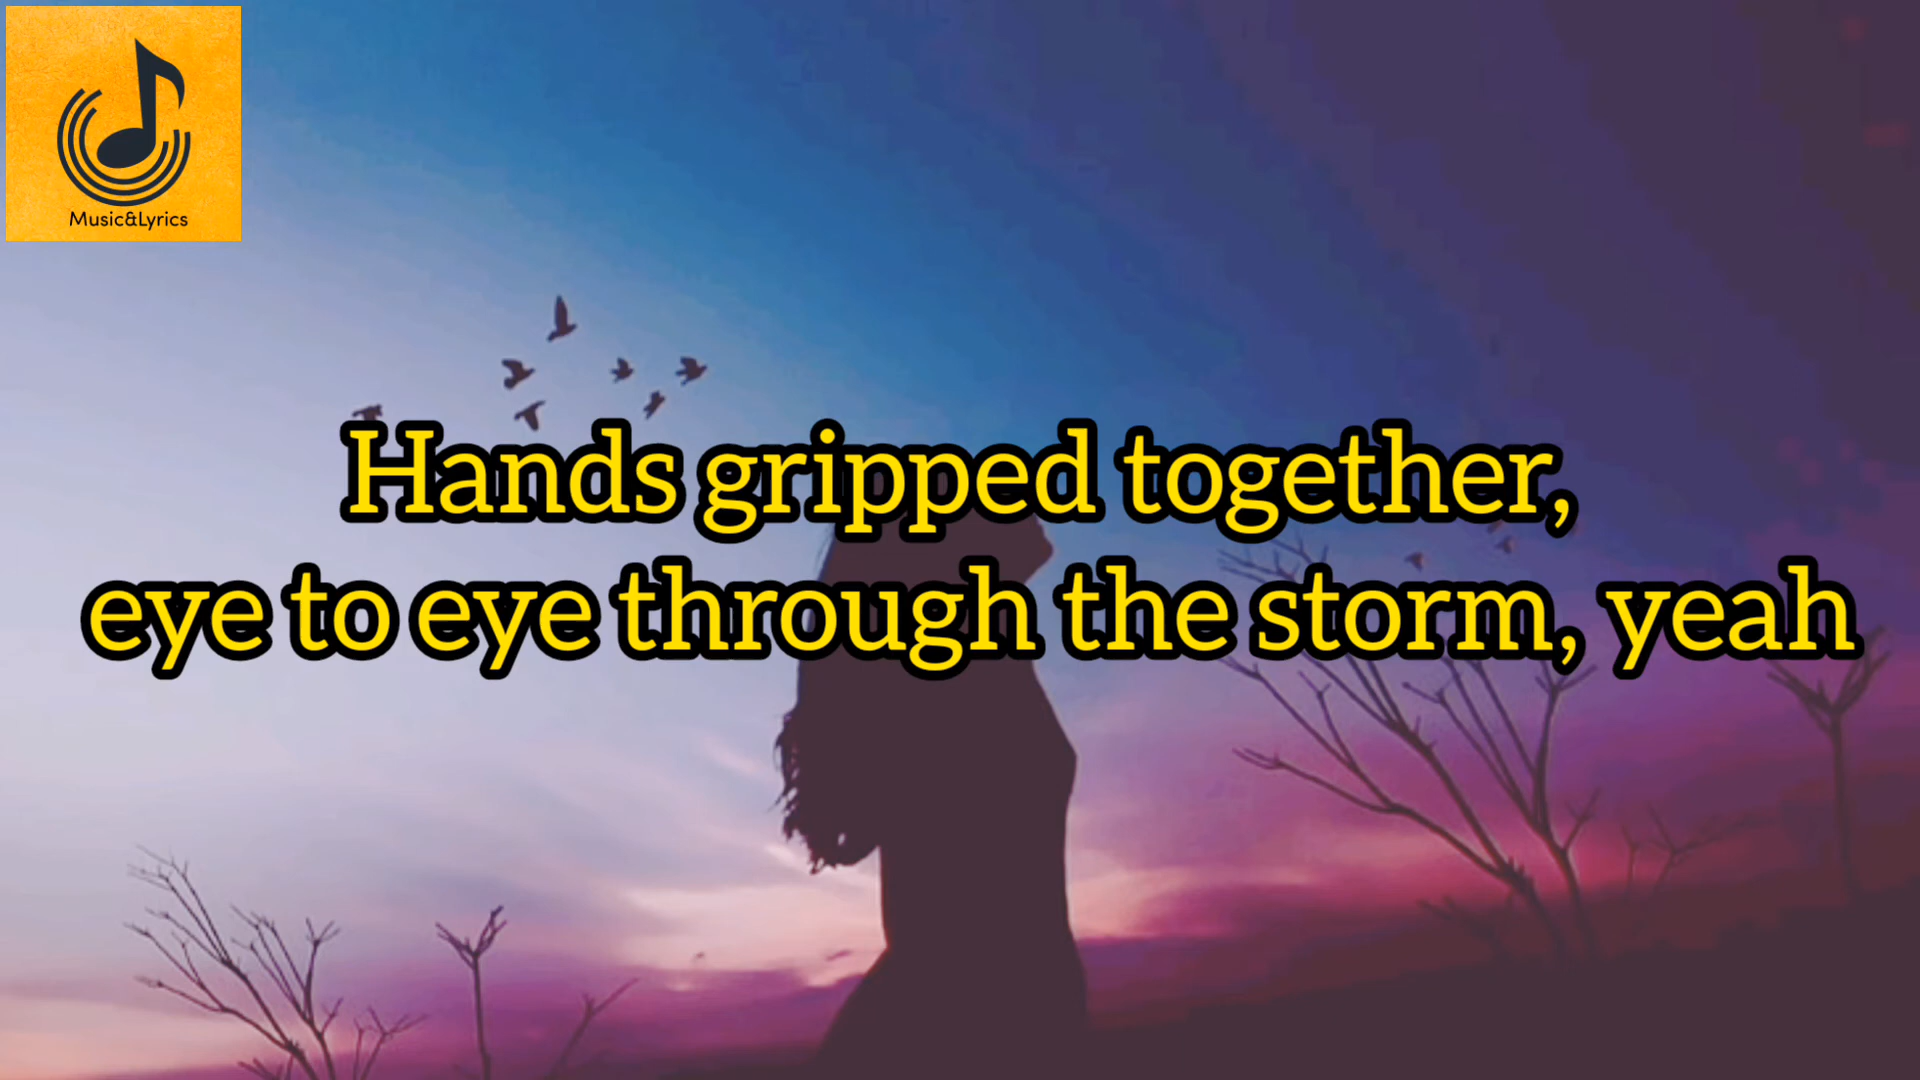 Music&Lyrics
Hands gripped together,
eye to eye through the storm, yeah